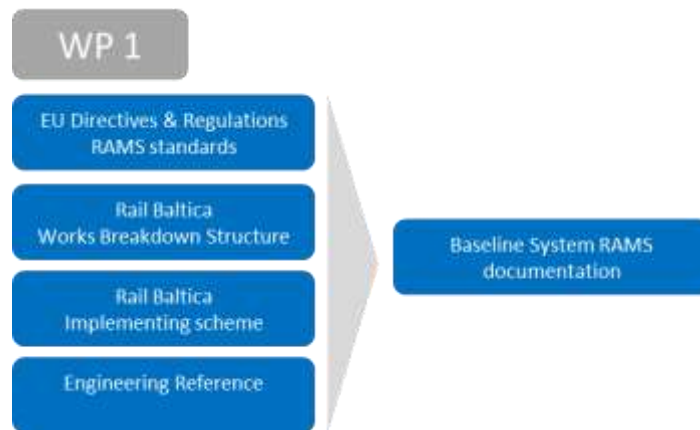 WP 1
EU Directives & Regulations
RAMS standards
Rail Baltica
Works Breakdown Structure
Rail Baltica
Implementing scheme
Engineering Reference
Baseline System RAMS
documentation